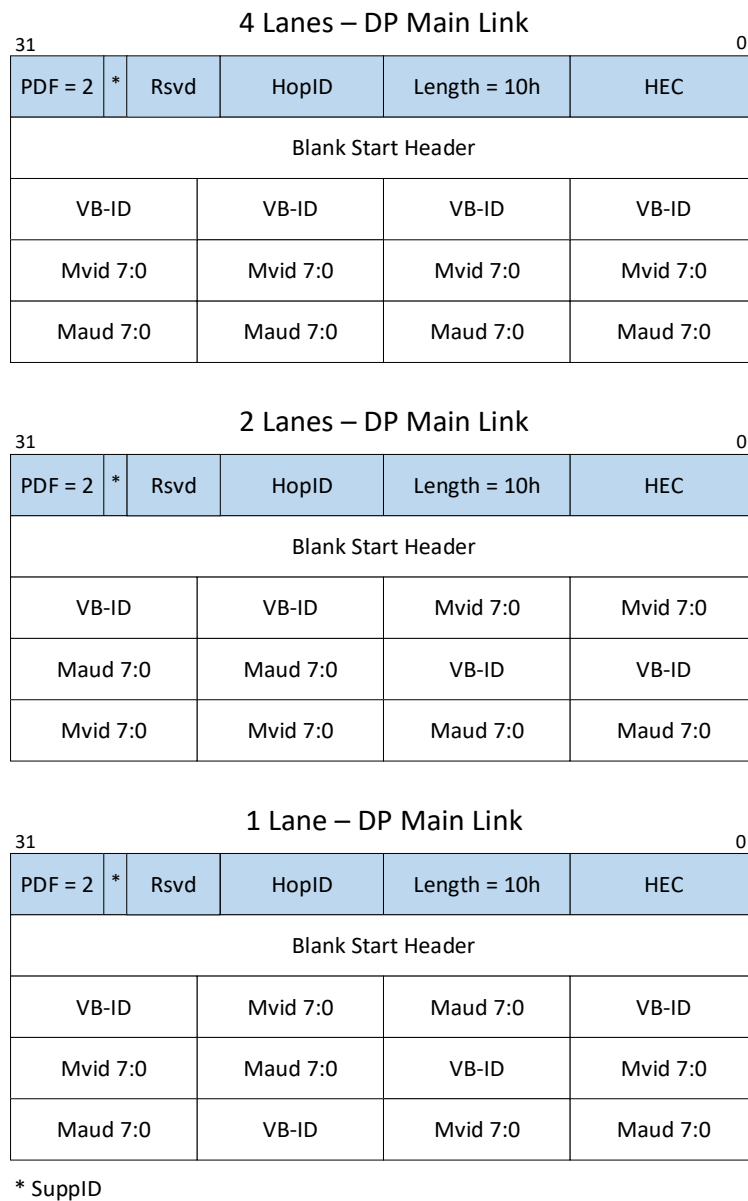 4 Lanes – DP Main Link
31 0
PDF = 2 * Rsvd HopID Length = 10h HEC
Blank Start Header
VB-ID VB-ID VB-ID VB-ID
Mvid 7:0 Mvid 7:0 Mvid 7:0 Mvid 7:0
Maud 7:0 Maud 7:0 Maud 7:0 Maud 7:0
2 Lanes – DP Main Link
31 0
PDF = 2 * Rsvd HopID Length = 10h HEC
Blank Start Header
VB-ID VB-ID Mvid 7:0 Mvid 7:0
Maud 7:0 Maud 7:0 VB-ID VB-ID
Mvid 7:0 Mvid 7:0 Maud 7:0 Maud 7:0
1 Lane – DP Main Link
31 0
PDF = 2 * Rsvd HopID Length = 10h HEC
Blank Start Header
VB-ID Mvid 7:0 Maud 7:0 VB-ID
Mvid 7:0 Maud 7:0 VB-ID Mvid 7:0
Maud 7:0 VB-ID Mvid 7:0 Maud 7:0
* SuppID